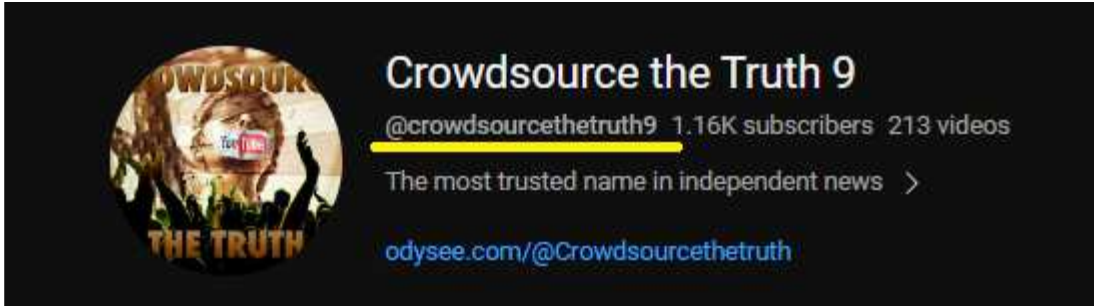 OWDSOUR
You Tube
THE TRUTH
Crowdsource the Truth 9
@crowdsourcethetruth9 1.16K subscribers 213 videos
The most trusted name in independent news >
odysee.com/@Crowdsourcethetruth